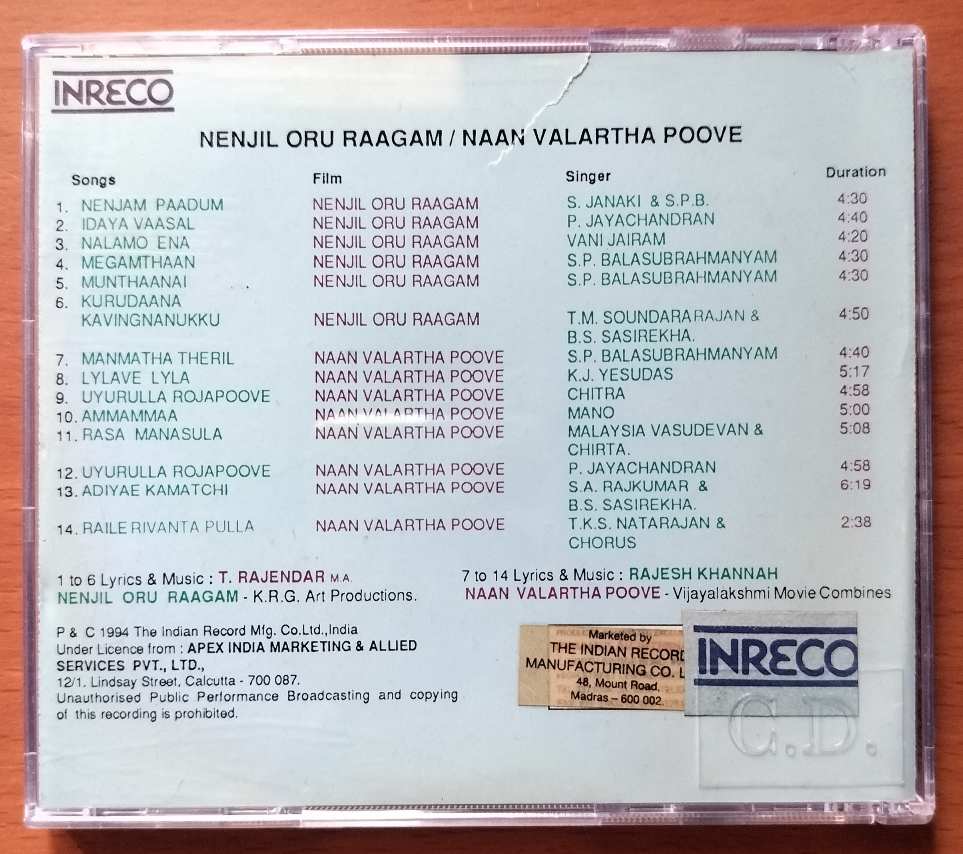 INRECO
NENJIL ORU RAAGAM / NAAN VALARTHA POOVE
Songs Film Singer Duration
1. NENJAM PAADUM NENJIL ORU RAAGAM S. JANAKI & S.P.B. 4:30
2. IDAYA VAASAL NENJIL ORU RAAGAM P. JAYACHANDRAN 4:40
3. NALAMO ENA NENJIL ORU RAAGAM VANI JAIRAM 4:20
4. MEGAMTHAAN NENJIL ORU RAAGAM S.P. BALASUBRAHMANYAM 4:30
5. MUNTHAANAI NENJIL ORU RAAGAM S.P. BALASUBRAHMANYAM 4:30
6. KURUDAANA
KAVINGNANUKKU NENJIL ORU RAAGAM T.M. SOUNDARARAJAN & 4:50
B.S. SASIREKHA.
7. MANMATHA THERIL NAAN VALARTHA POOVE S.P. BALASUBRAHMANYAM 4:40
8. LYLAVE LYLA NAAN VALARTHA POOVE K.J. YESUDAS 5:17
9. UYURULLA ROJAPOOVE NAAN VALARTHA POOVE CHITRA 4:58
10. AMMAMMAA NAAN VALARTHA POOVE MANO 5:00
11. RASA MANASULA NAAN VALARTHA POOVE MALAYSIA VASUDEVAN & 5:08
CHIRTA.
12. UYURULLA ROJAPOOVE NAAN VALARTHA POOVE P. JAYACHANDRAN 4:58
13. ADIYAE KAMATCHI NAAN VALARTHA POOVE S.A. RAJKUMAR & 6:19
B.S. SASIREKHA.
14. RAILE RIVANTA PULLA NAAN VALARTHA POOVE T.K.S. NATARAJAN & 2:38
CHORUS
1 to 6 Lyrics & Music : T. RAJENDAR M.A. 7 to 14 Lyrics & Music : RAJESH KHANNAH
NENJIL ORU RAAGAM - K.R.G. Art Productions. NAAN VALARTHA POOVE - Vijayalakshmi Movie Combines
P & C 1994 The Indian Record Mfg. Co.Ltd.,India
Under Licence from : APEX INDIA MARKETING & ALLIED
SERVICES PVT., LTD.,
12/1. Lindsay Street, Calcutta - 700 087.
Unauthorised Public Performance Broadcasting and copying
of this recording is prohibited.
Marketed by
THE INDIAN RECORD
MANUFACTURING CO. L
48, Mount Road,
Madras – 600 002.
INRECO
C.D.